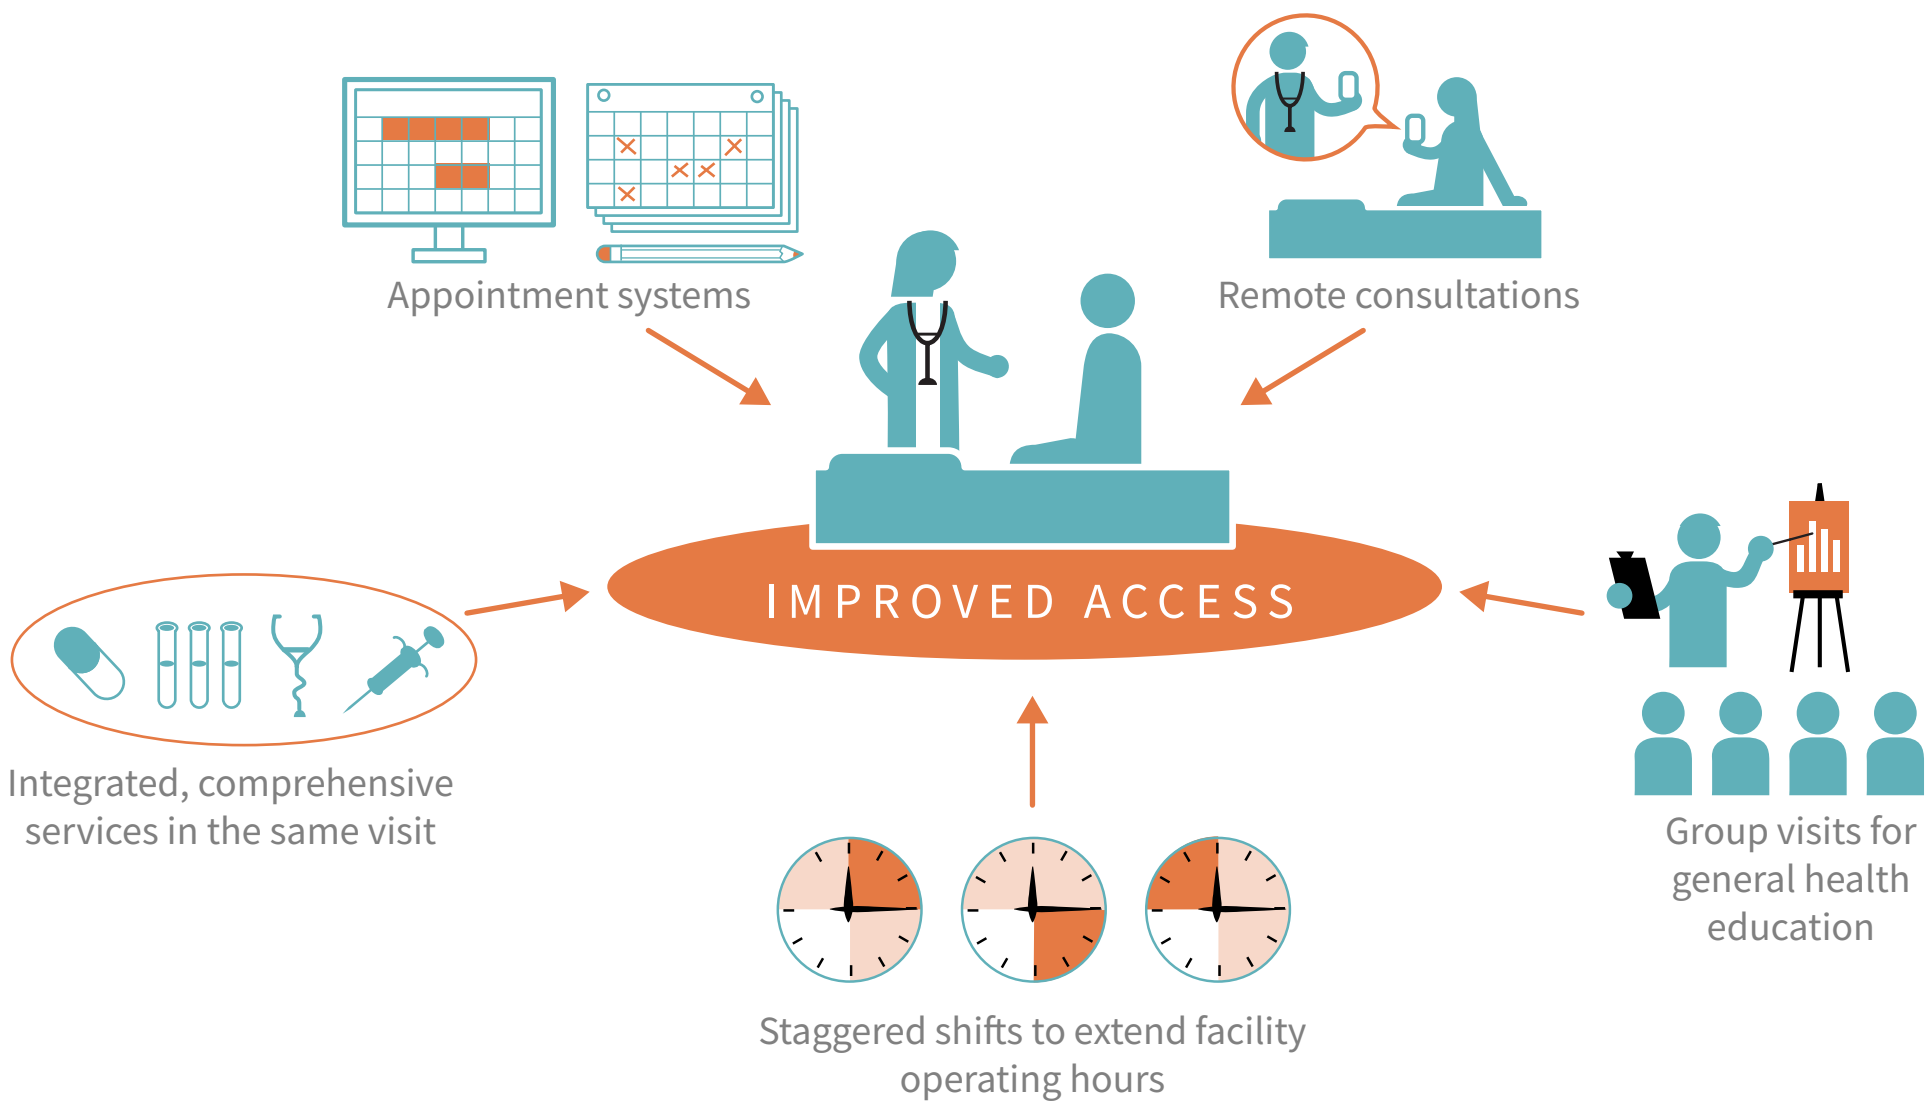 Appointment systems
Remote consultations
IMPROVED ACCESS
Integrated, comprehensive
services in the same visit
Group visits for
general health
education
Staggered shifts to extend facility
operating hours